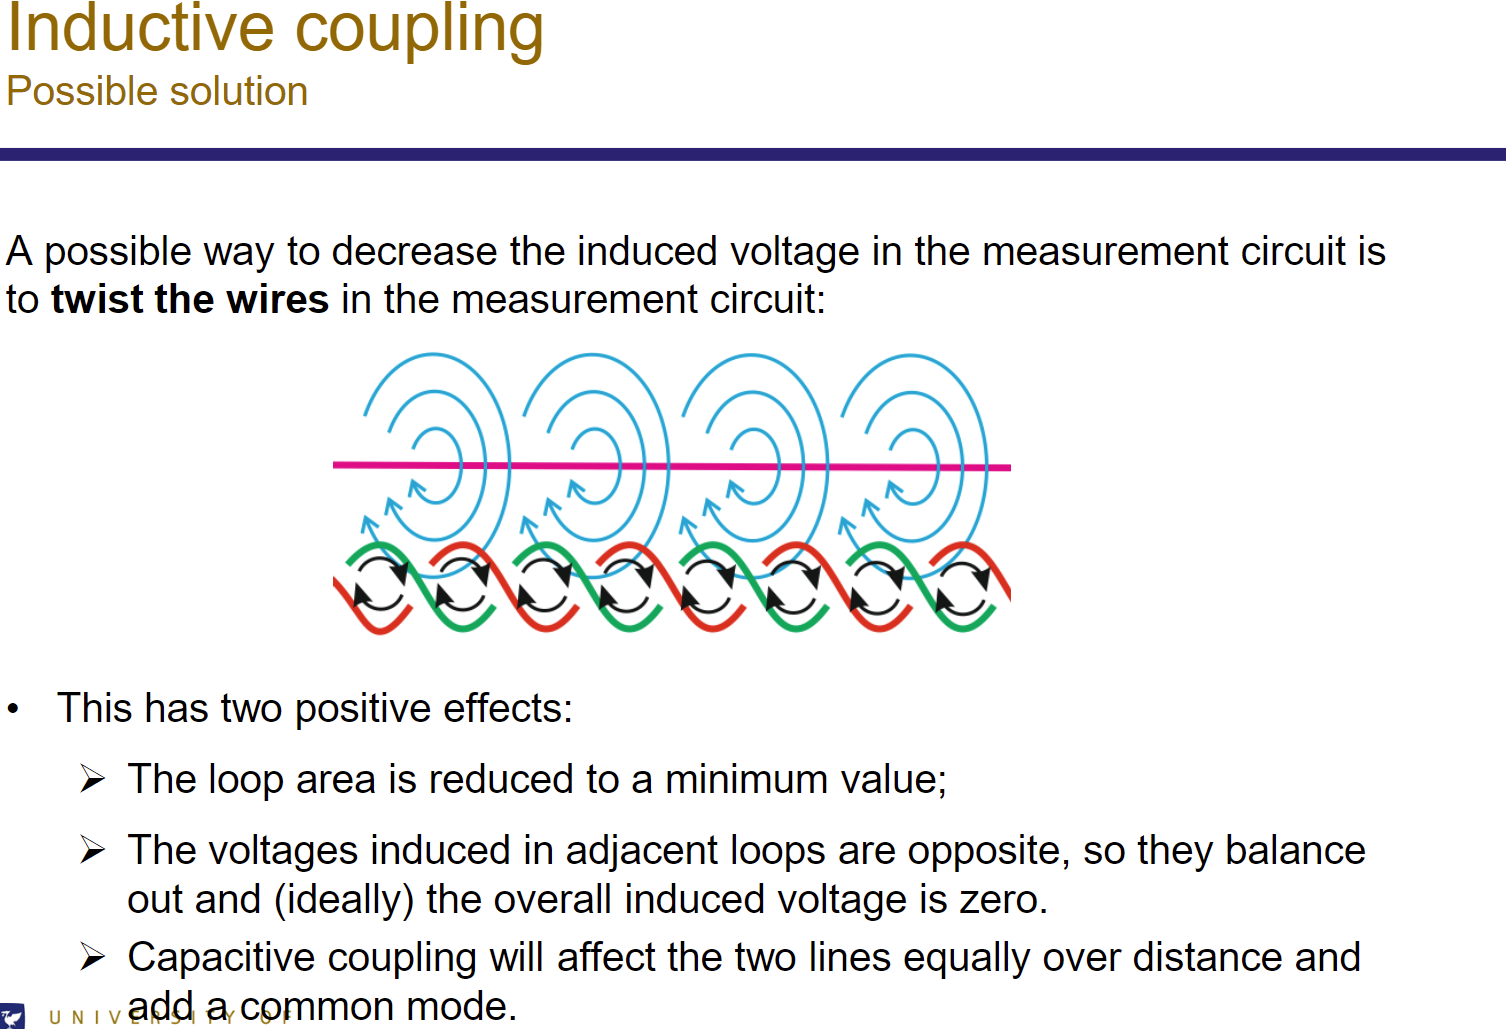 Inductive coupling
Possible solution
A possible way to decrease the induced voltage in the measurement circuit is
to twist the wires in the measurement circuit:
• This has two positive effects:
➢ The loop area is reduced to a minimum value;
➢ The voltages induced in adjacent loops are opposite, so they balance
out and (ideally) the overall induced voltage is zero.
➢ Capacitive coupling will affect the two lines equally over distance and
add a common mode.
UNIVERSITY OF